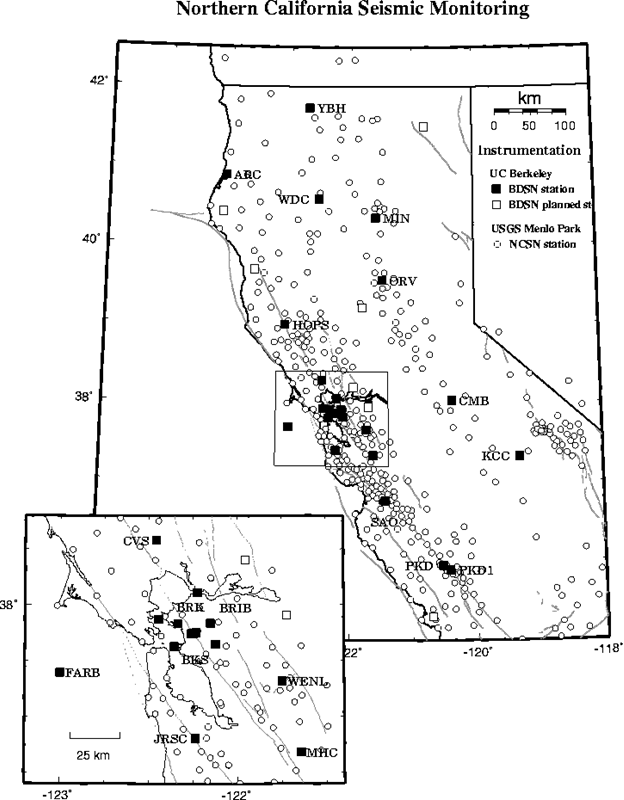 Northern California Seismic Monitoring
42°
40°
38°
km
0 50 100
Instrumentation
UC Berkeley
BDSN station
BDSN planned st
USGS Menlo Park
NCSN station
YBH
ARC
WDC
MIN
ORV
HOPS
CMB
KCC
SAO
PKD
PKD1
22°
-120°
-118°
CVS
38°
BRK
BRIB
BKS
FARB
WENL
JRSC
MHC
25 km
-123°
-122°